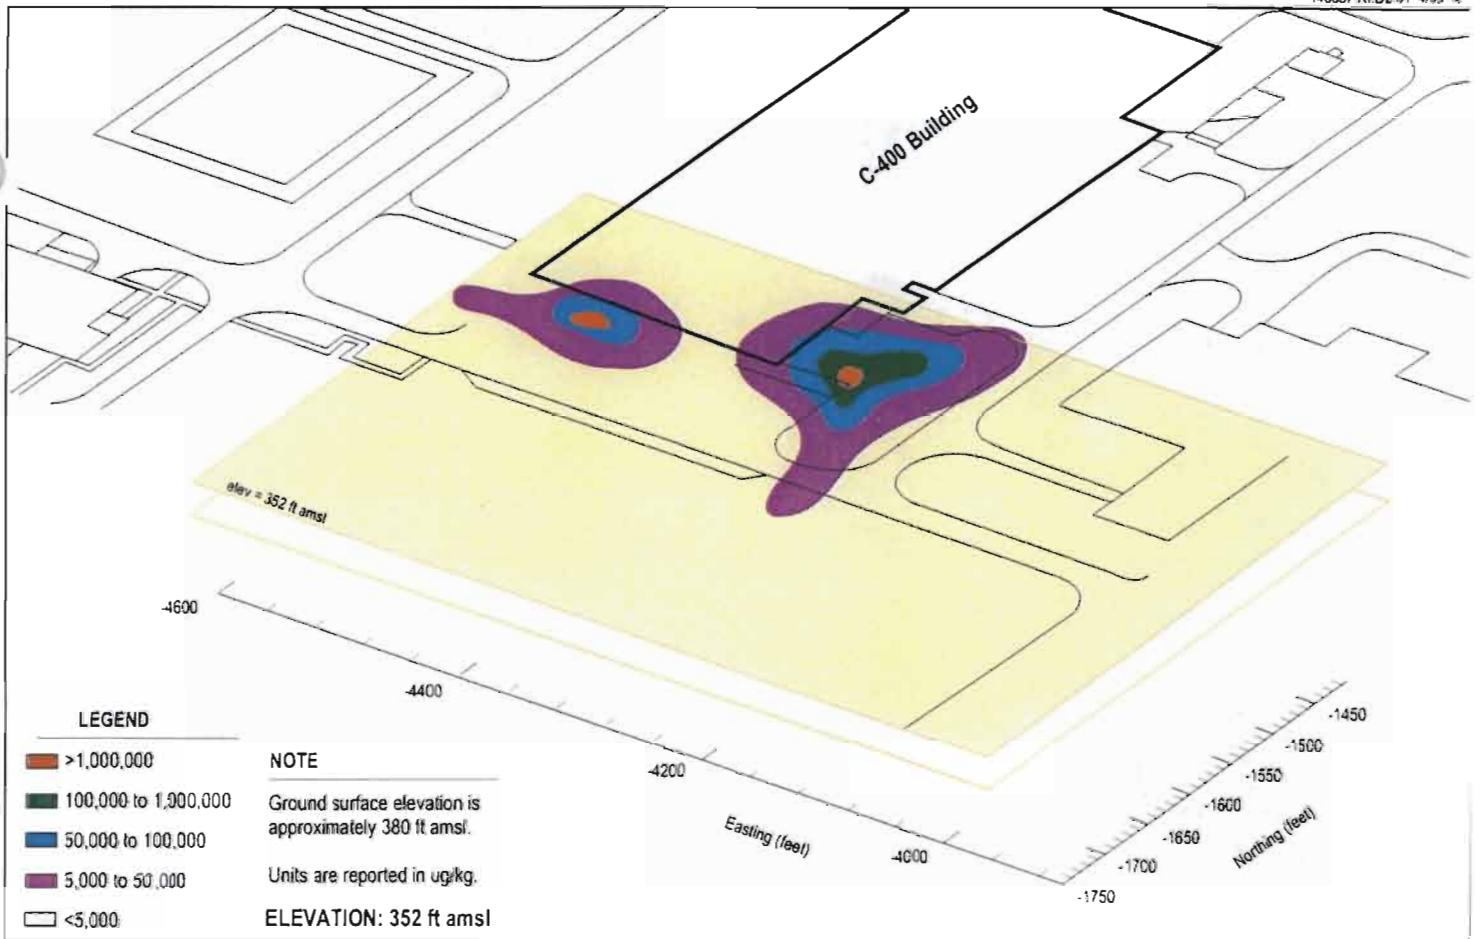 C-400 Building
elev = 352 ft amsl
-4600
-4400
-4200
-4000
Easting (feet)
-1450
-1500
-1550
-1600
-1650
-1700
-1750
Northing (feet)
LEGEND
>1,000,000
100,000 to 1,000,000
50,000 to 100,000
5,000 to 50,000
<5,000
NOTE
Ground surface elevation is
approximately 380 ft amsl.
Units are reported in ug/kg.
ELEVATION: 352 ft amsl